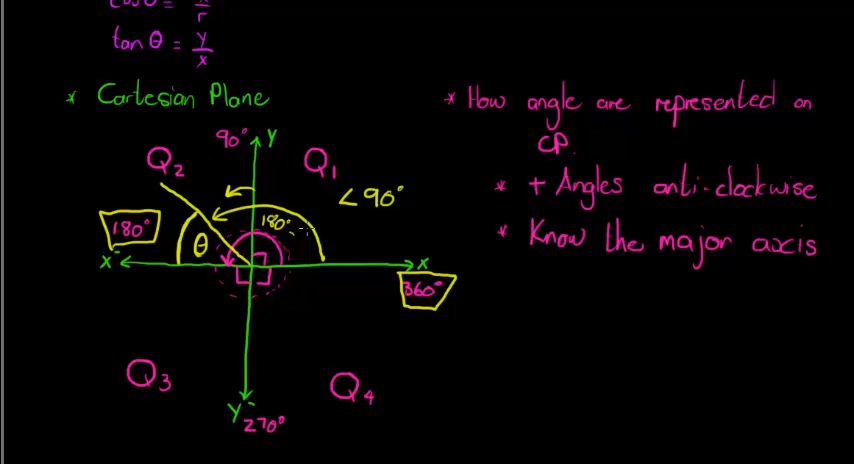 cos θ = x/r
tan θ = y/x
* Cartesian Plane
* How angle are represented on
CP.
* + Angles anti-clockwise
* Know the major axis
90°
Y
Q2
Q1
∠90°
180°
180°-
θ
X-
X
360°
Q3
Q4
Y-
270°